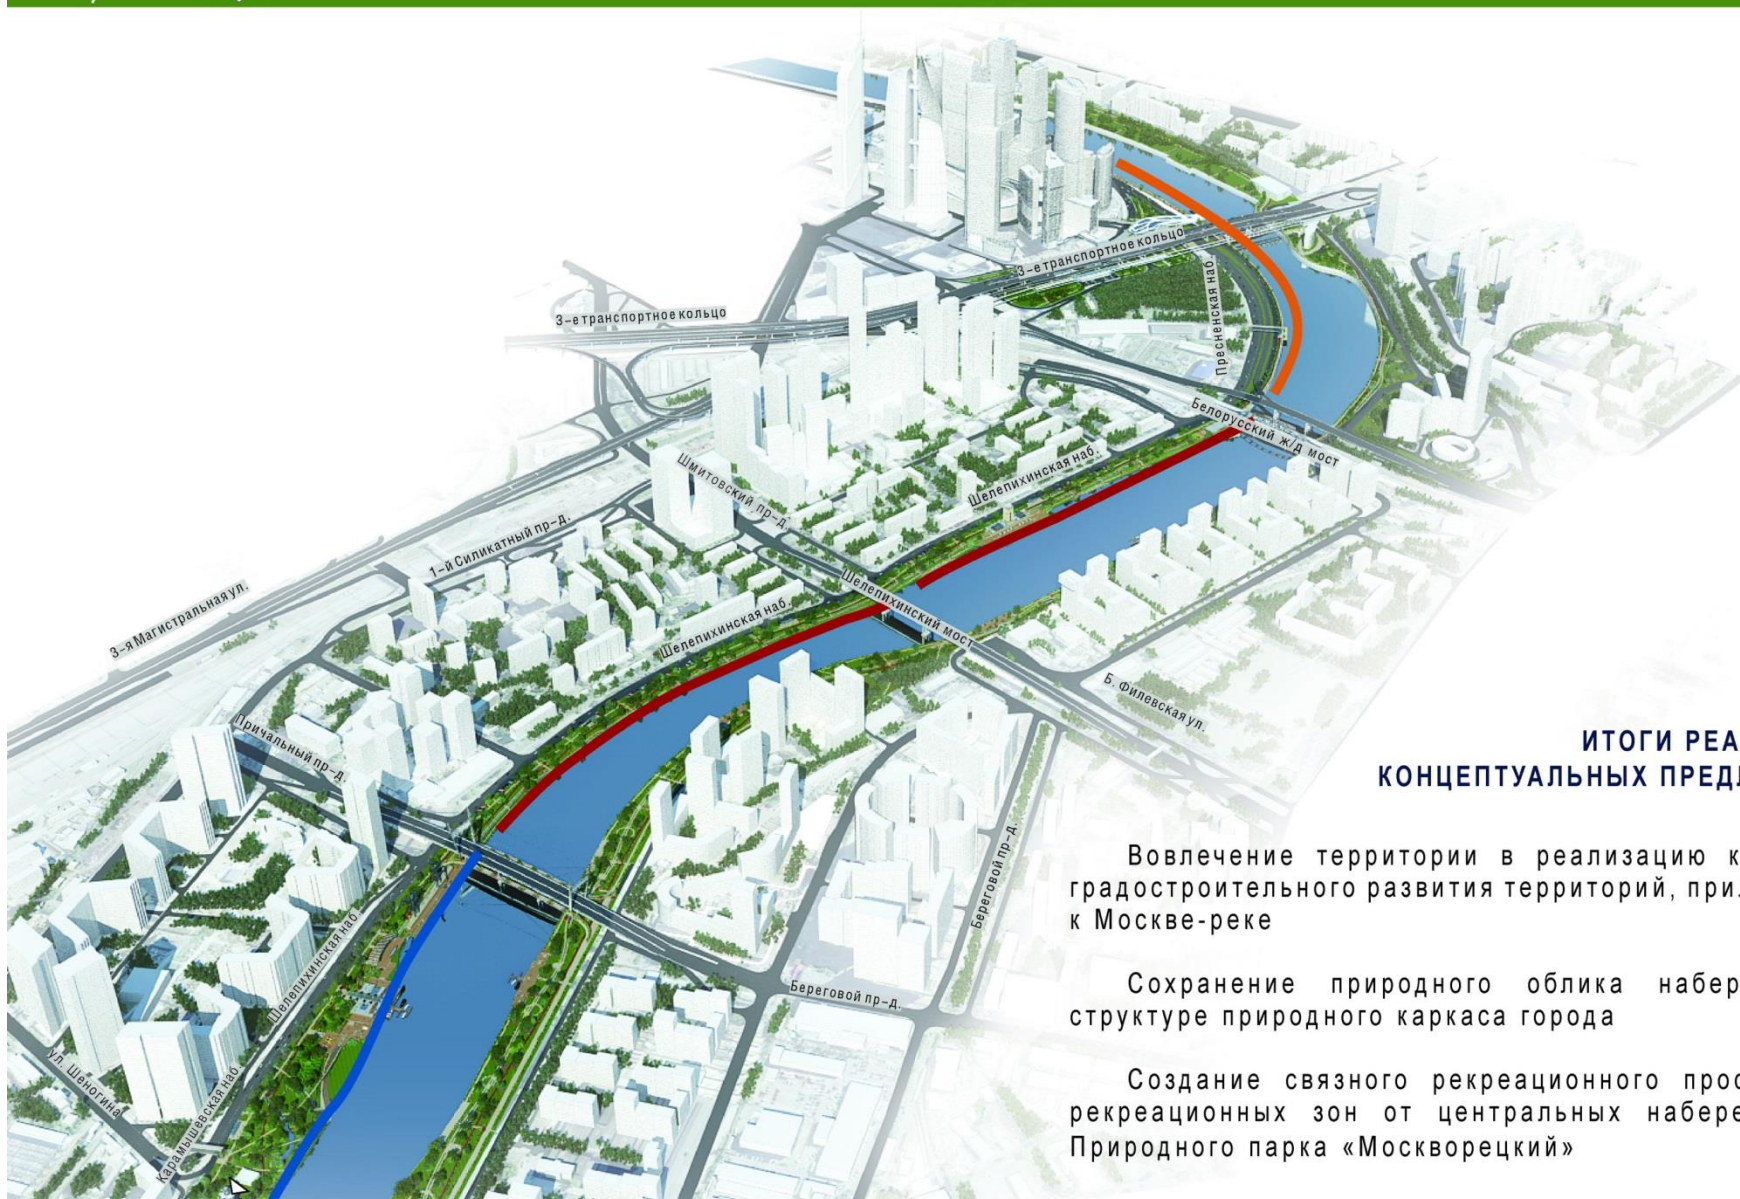 3-е транспортное кольцо
3-е транспортное кольцо
Пресненская наб.
Белорусский ж/д мост
Шмитовский пр-д.
Шелепихинская наб.
1-й Силикатный пр-д.
3-я Магистральная ул.
Шелепихинская наб.
Шелепихинский мост
Б. Филевская ул.
Причальный пр-д.
Береговой пр-д.
Береговой пр-д.
Шелепихинская наб.
ул. Шеногина
Карамышевская наб.
ИТОГИ РЕА
КОНЦЕПТУАЛЬНЫХ ПРЕДЛ
Вовлечение территории в реализацию к
градостроительного развития территорий, прил
к Москве-реке
Сохранение природного облика набер
структуре природного каркаса города
Создание связного рекреационного прос
рекреационных зон от центральных набере
Природного парка «Москворецкий»